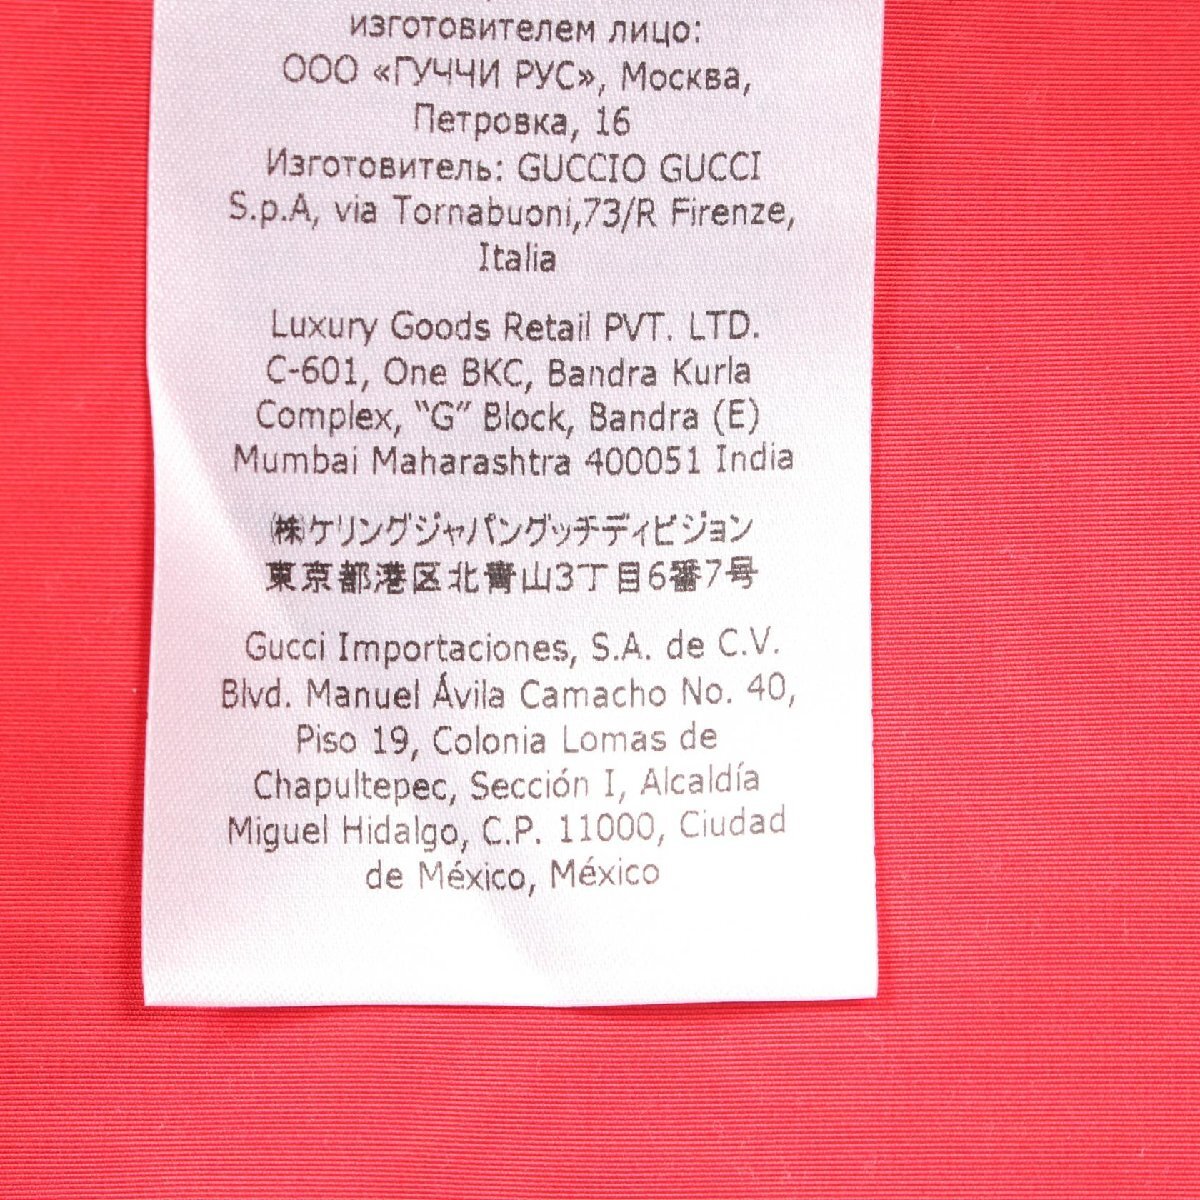 изготовителем лицо:
ООО «ГУЧЧИ РУС», Москва,
Петровка, 16
Изготовитель: GUCCIO GUCCI
S.p.A, via Tornabuoni,73/R Firenze,
Italia
Luxury Goods Retail PVT. LTD.
C-601, One BKC, Bandra Kurla
Complex, “G” Block, Bandra (E)
Mumbai Maharashtra 400051 India
㈱ケリングジャパングッチディビジョン
東京都港区北青山3丁目6番7号
Gucci Importaciones, S.A. de C.V.
Blvd. Manuel Ávila Camacho No. 40,
Piso 19, Colonia Lomas de
Chapultepec, Sección I, Alcaldía
Miguel Hidalgo, C.P. 11000, Ciudad
de México, México